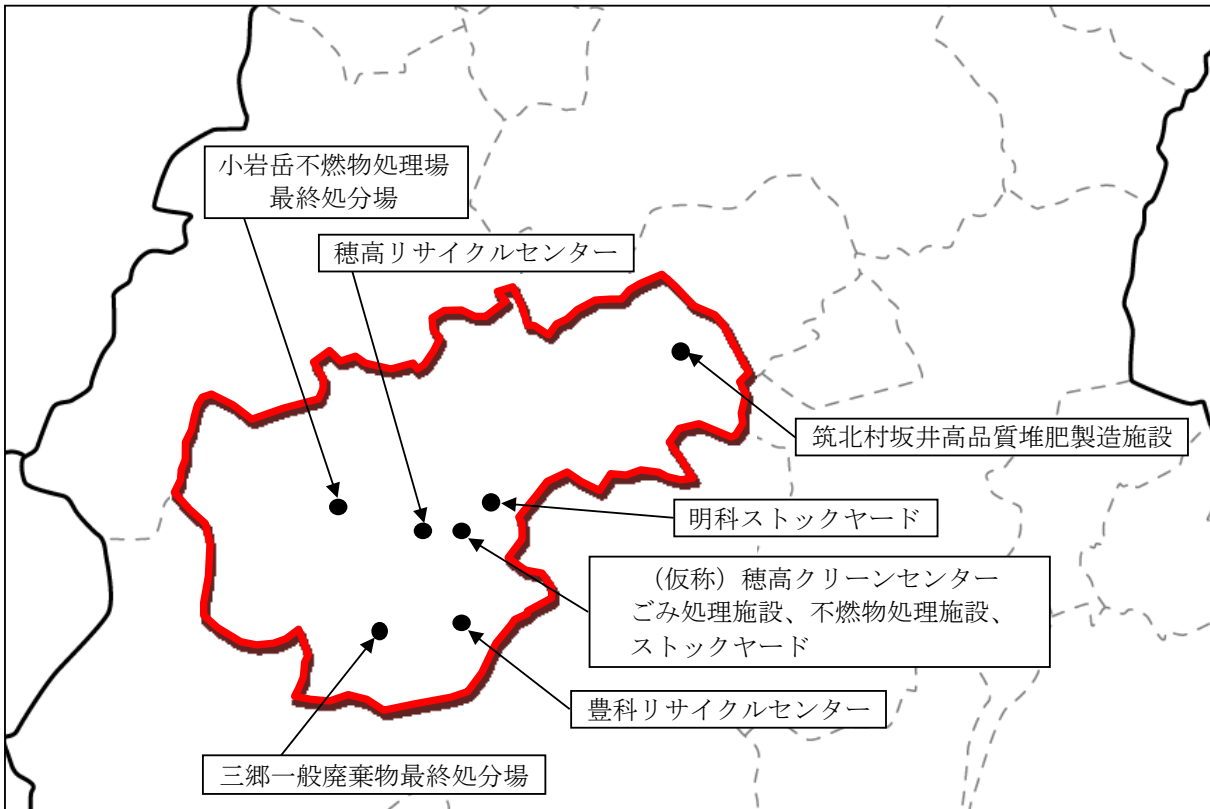 小岩岳不燃物処理場
最終処分場
穂高リサイクルセンター
筑北村坂井高品質堆肥製造施設
明科ストックヤード
（仮称）穂高クリーンセンター
ごみ処理施設、不燃物処理施設、
ストックヤード
豊科リサイクルセンター
三郷一般廃棄物最終処分場